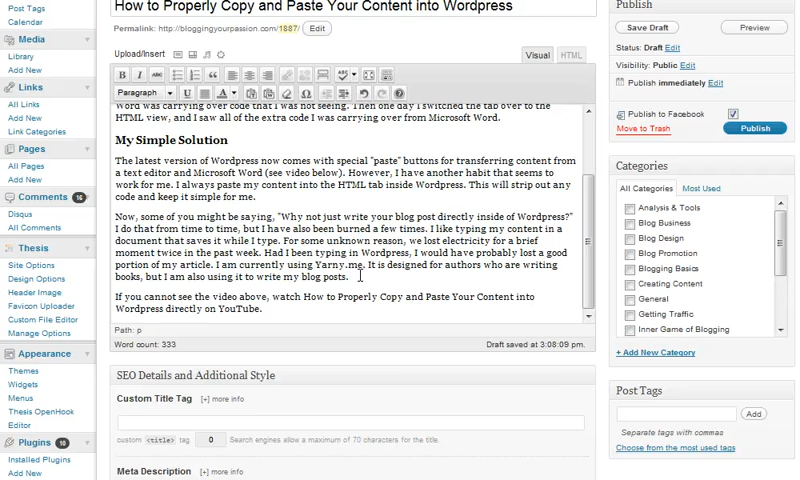 Post Tags
Calendar
Media
Library
Add New
Links
All Links
Add New
Link Categories
Pages
All Pages
Add New
Comments 16
Disqus
All Comments
Thesis
Site Options
Design Options
Header Image
Favicon Uploader
Custom File Editor
Manage Options
Appearance
Themes
Widgets
Menus
Thesis OpenHook
Editor
Plugins 10
Installed Plugins
Add New
How to Properly Copy and Paste Your Content into Wordpress
Permalink: http://bloggingyourpassion.com/1887/ Edit
Upload/Insert
Visual HTML
B I ABC
Paragraph U A
Word was carrying over code that I was not seeing. Then one day I switched the tab over to the
HTML view, and I saw all of the extra code I was carrying over from Microsoft Word.
My Simple Solution
The latest version of Wordpress now comes with special "paste" buttons for transferring content from
a text editor and Microsoft Word (see video below). However, I have another habit that seems to
work for me. I always paste my content into the HTML tab inside Wordpress. This will strip out any
code and keep it simple for me.
Now, some of you might be saying, "Why not just write your blog post directly inside of Wordpress?"
I do that from time to time, but I have also been burned a few times. I like typing my content in a
document that saves it while I type. For some unknown reason, we lost electricity for a brief
moment twice in the past week. Had I been typing in Wordpress, I would have probably lost a good
portion of my article. I am currently using Yarny.me. It is designed for authors who are writing
books, but I am also using it to write my blog posts.
If you cannot see the video above, watch How to Properly Copy and Paste Your Content into
Wordpress directly on YouTube.
Path: p
Word count: 333 Draft saved at 3:08:09 pm.
SEO Details and Additional Style
Custom Title Tag [+] more info
custom <title> tag 0 Search engines allow a maximum of 70 characters for the title.
Meta Description [+] more info
Publish
Save Draft Preview
Status: Draft Edit
Visibility: Public Edit
Publish immediately Edit
Publish to Facebook
Move to Trash Publish
Categories
All Categories Most Used
Analysis & Tools
Blog Business
Blog Design
Blog Promotion
Blogging Basics
Creating Content
General
Getting Traffic
Inner Game of Blogging
+ Add New Category
Post Tags
Add
Separate tags with commas
Choose from the most used tags